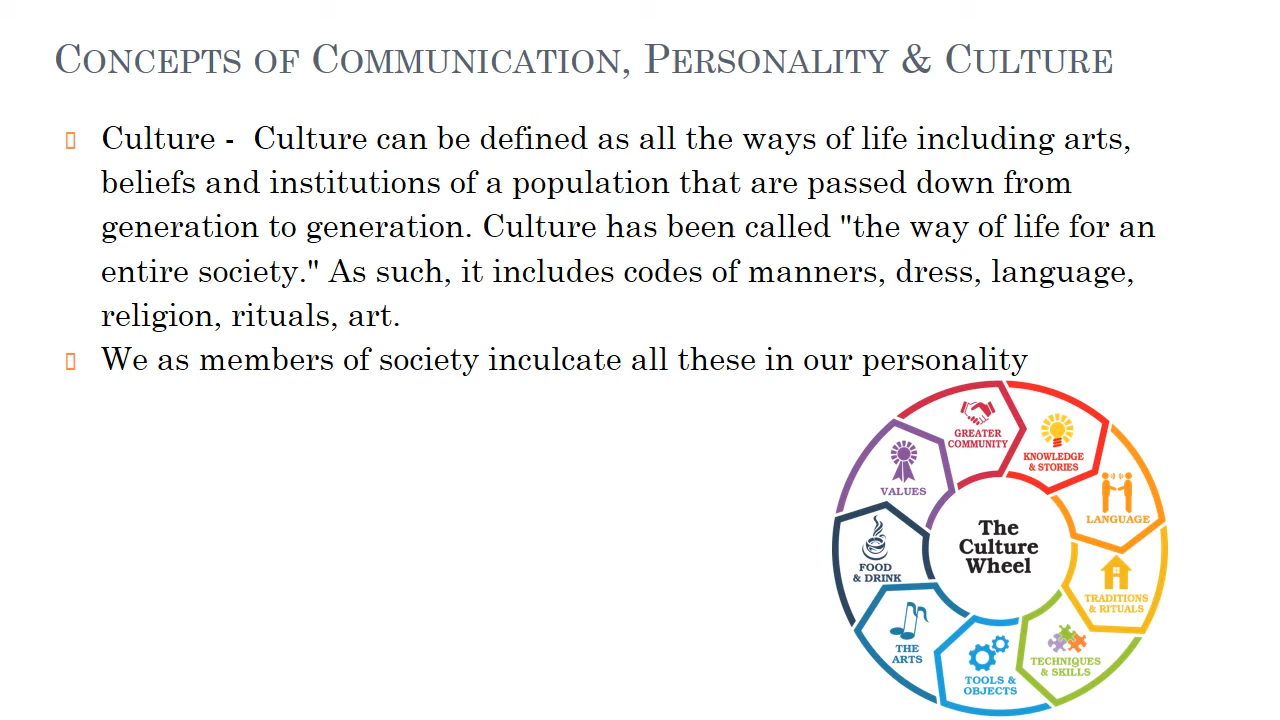 CONCEPTS OF COMMUNICATION, PERSONALITY & CULTURE
Culture -  Culture can be defined as all the ways of life including arts,
beliefs and institutions of a population that are passed down from
generation to generation. Culture has been called "the way of life for an
entire society." As such, it includes codes of manners, dress, language,
religion, rituals, art.
We as members of society inculcate all these in our personality
GREATER
COMMUNITY
KNOWLEDGE
& STORIES
LANGUAGE
TRADITIONS
& RITUALS
TECHNIQUES
& SKILLS
TOOLS &
OBJECTS
THE
ARTS
FOOD
& DRINK
VALUES
The
Culture
Wheel